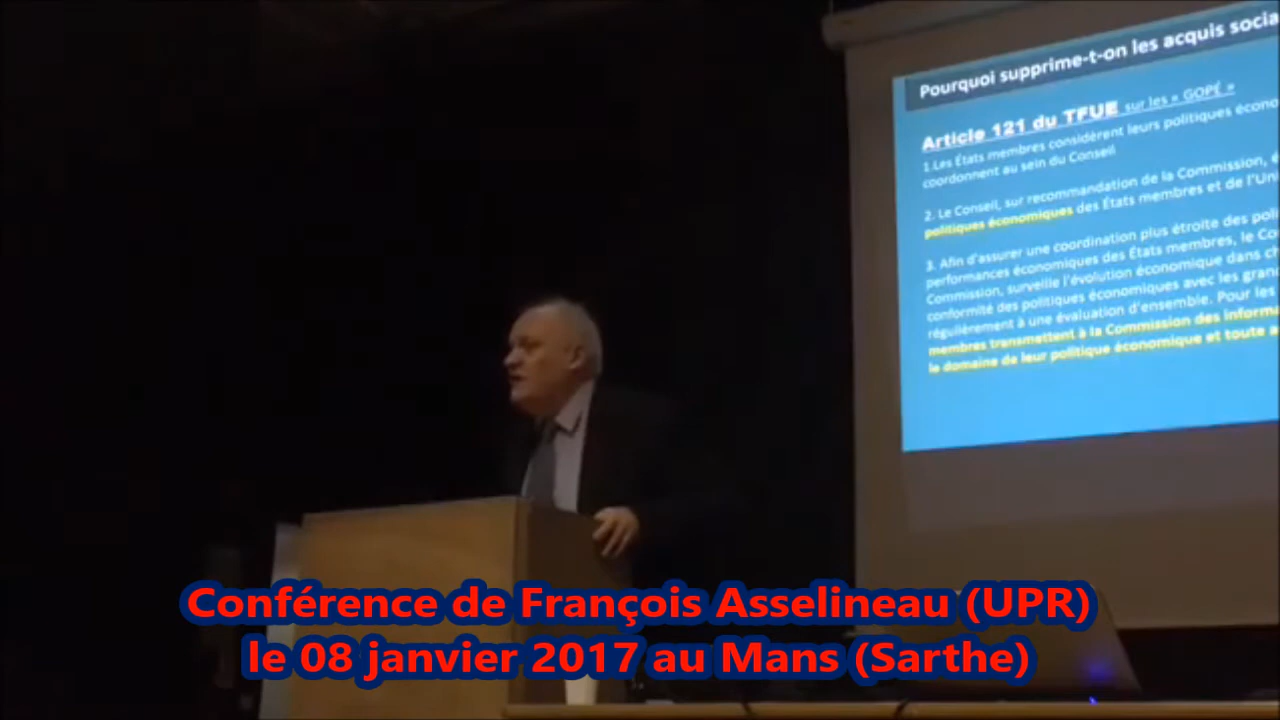 Pourquoi supprime-t-on les acquis socia
Article 121 du TFUE sur les « GOPÉ »
1.Les États membres considèrent leurs politiques écono
coordonnent au sein du Conseil
2. Le Conseil, sur recommandation de la Commission, é
politiques économiques des États membres et de l'Uni
3. Afin d'assurer une coordination plus étroite des poli
performances économiques des États membres, le Co
Commission, surveille l'évolution économique dans ch
conformité des politiques économiques avec les grand
régulièrement à une évaluation d'ensemble. Pour les
membres transmettent à la Commission des informa
le domaine de leur politique économique et toute a
Conférence de François Asselineau (UPR)
le 08 janvier 2017 au Mans (Sarthe)